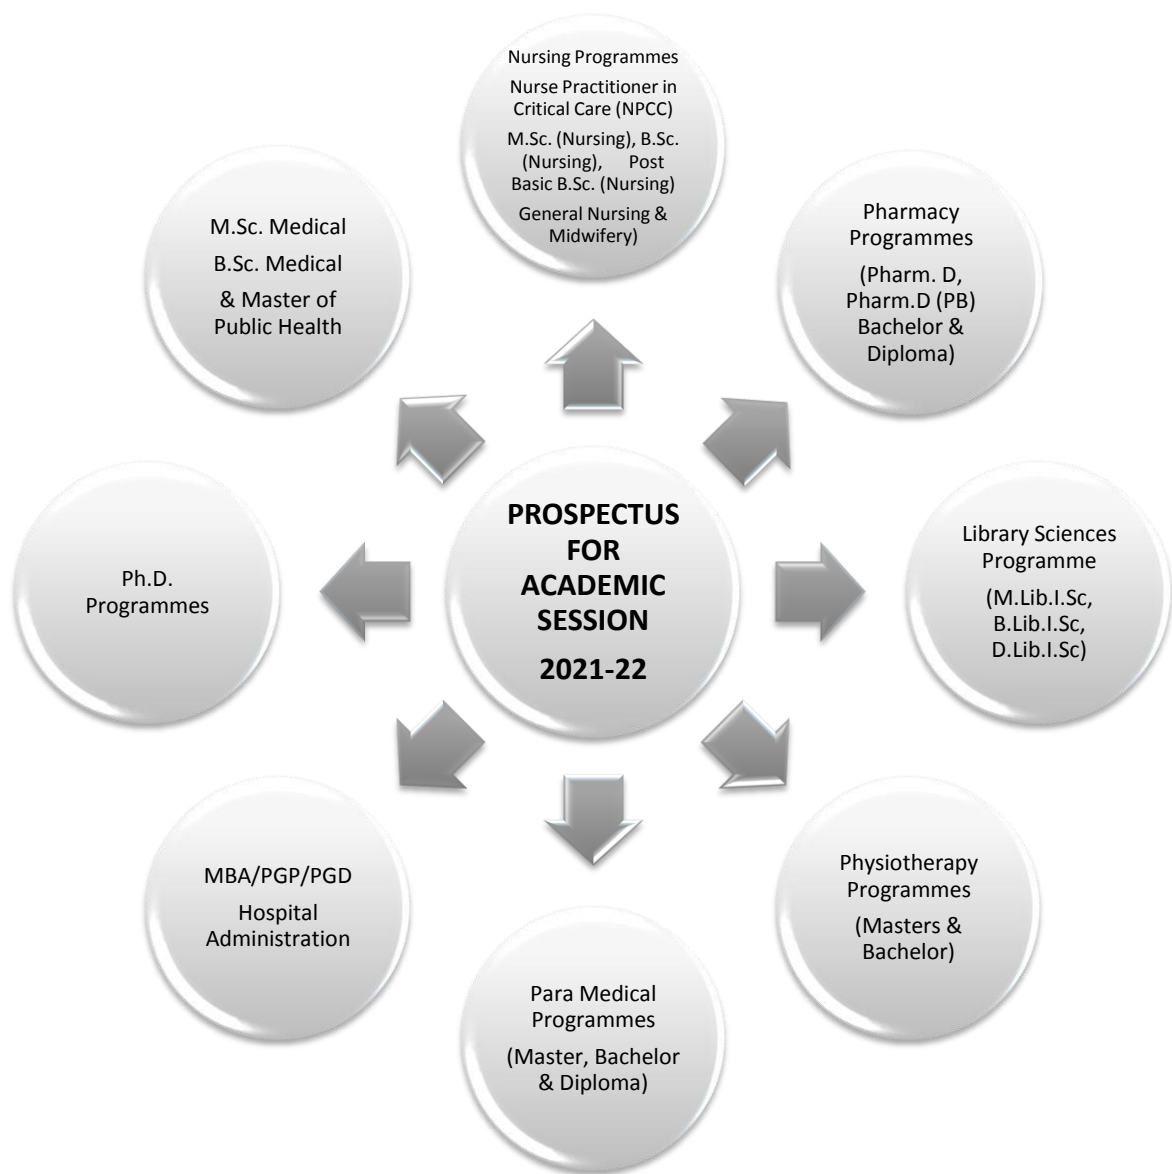 PROSPECTUS
FOR
ACADEMIC
SESSION
2021-22
Nursing Programmes
Nurse Practitioner in
Critical Care (NPCC)
M.Sc. (Nursing), B.Sc.
(Nursing), Post
Basic B.Sc. (Nursing)
General Nursing &
Midwifery)
Pharmacy
Programmes
(Pharm. D,
Pharm.D (PB)
Bachelor &
Diploma)
Library Sciences
Programme
(M.Lib.I.Sc,
B.Lib.I.Sc,
D.Lib.I.Sc)
Physiotherapy
Programmes
(Masters &
Bachelor)
Para Medical
Programmes
(Master, Bachelor
& Diploma)
MBA/PGP/PGD
Hospital
Administration
Ph.D.
Programmes
M.Sc. Medical
B.Sc. Medical
& Master of
Public Health